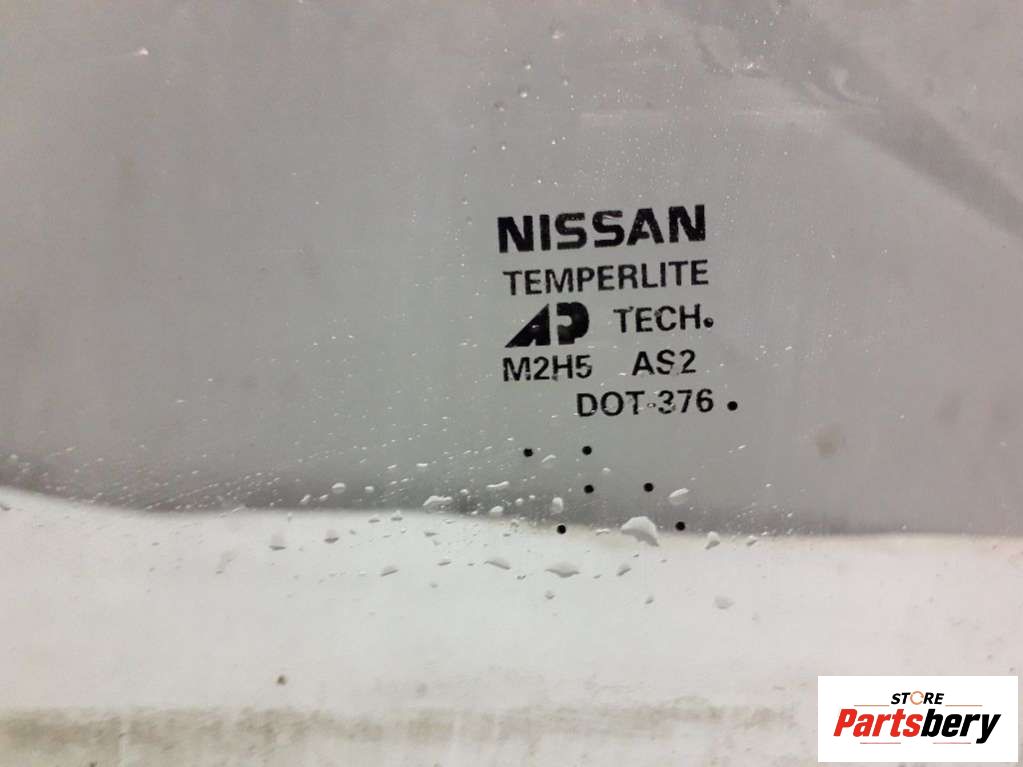 NISSAN
TEMPERLITE
AP TECH.
M2H5 AS2
DOT-376 .
STORE
Partsbery